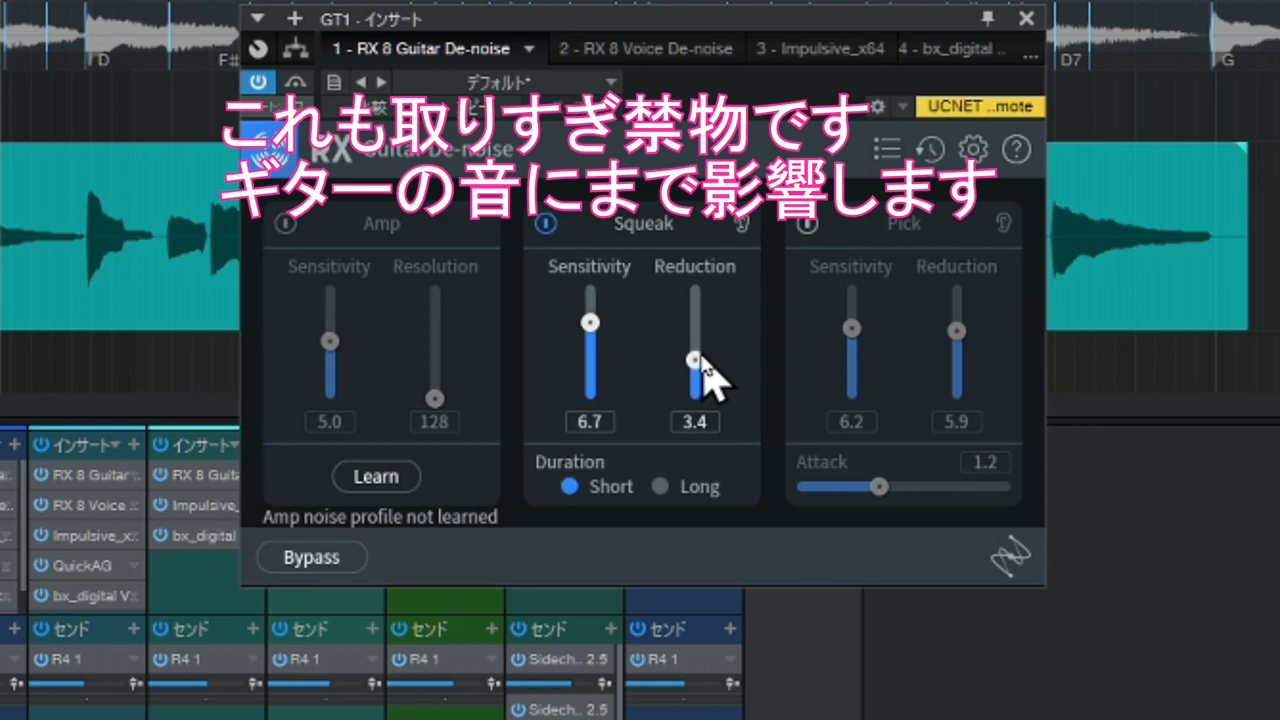 GT1 - インサート
1 - RX 8 Guitar De-noise
2 - RX 8 Voice De-noise
3 - Impulsive_x64
4 - bx_digital ..
...
D
F#
D7
G
デフォルト*
UCNET ..mote
これも取りすぎ禁物です
ギターの音にまで影響します
RX Guitar De-noise
Amp
Squeak
Pick
Sensitivity
Resolution
Sensitivity
Reduction
Sensitivity
Reduction
5.0
128
6.7
3.4
6.2
5.9
Learn
Duration
Short
Long
Attack
1.2
Amp noise profile not learned
Bypass
インサート
インサート
RX 8 Guitar
RX 8 Guitar
RX 8 Voice
Impulsive_
Impulsive_x:
bx_digital
QuickAG
bx_digital V:
センド
センド
センド
センド
センド
センド
R4 1
R4 1
R4 1
R4 1
Sidech.. 2.5
R4 1
Sidech.. 2.5